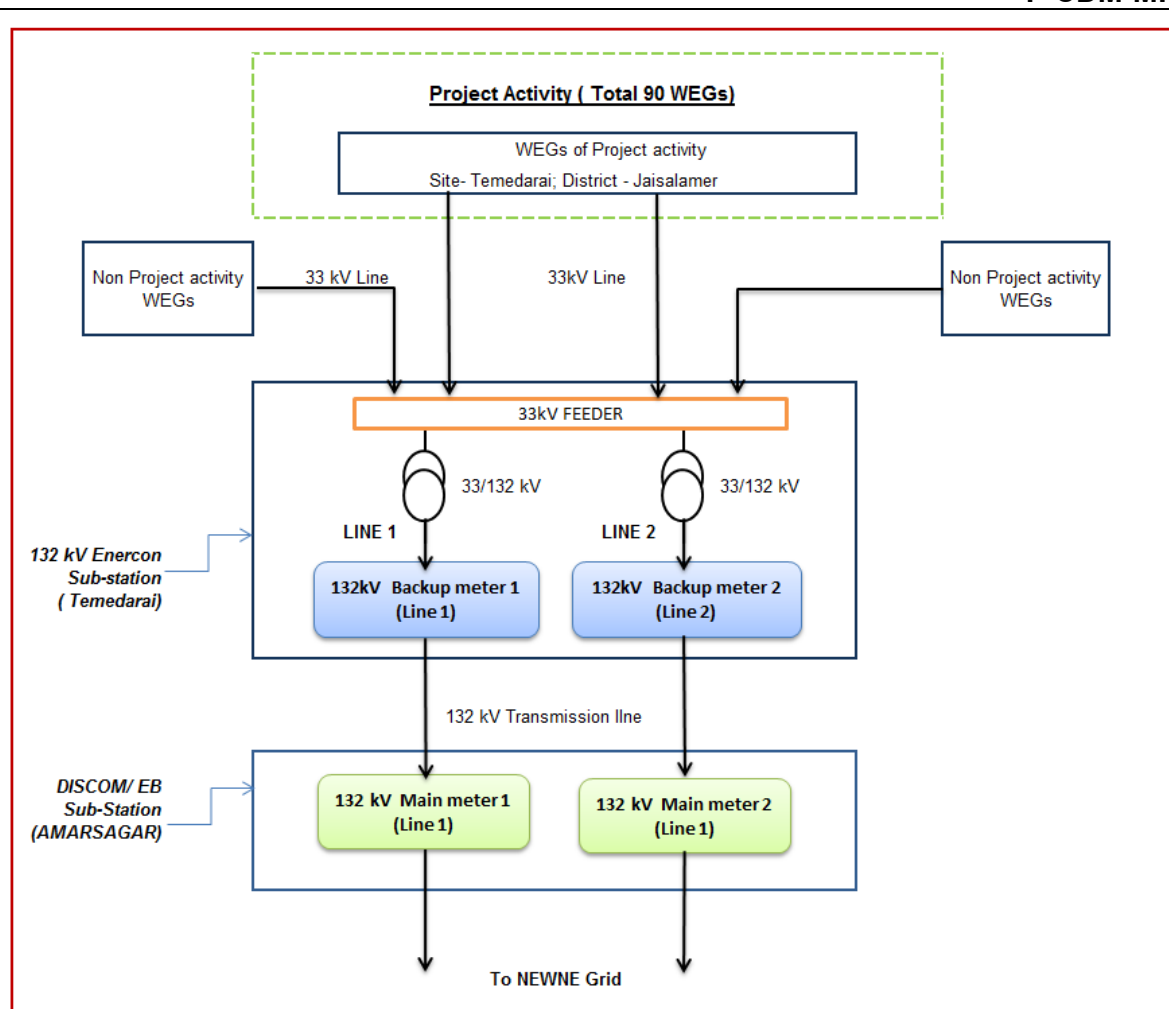 Project Activity ( Total 90 WEGs)
WEGs of Project activity
Site- Temedarai; District - Jaisalamer
Non Project activity
WEGs
33 kV Line
33kV Line
Non Project activity
WEGs
33kV FEEDER
33/132 kV
33/132 kV
LINE 1
LINE 2
132 kV Enercon
Sub-station
( Temedarai)
132kV Backup meter 1
(Line 1)
132kV Backup meter 2
(Line 2)
132 kV Transmission lIne
DISCOM/ EB
Sub-Station
(AMARSAGAR)
132 kV Main meter 1
(Line 1)
132 kV Main meter 2
(Line 1)
To NEWNE Grid